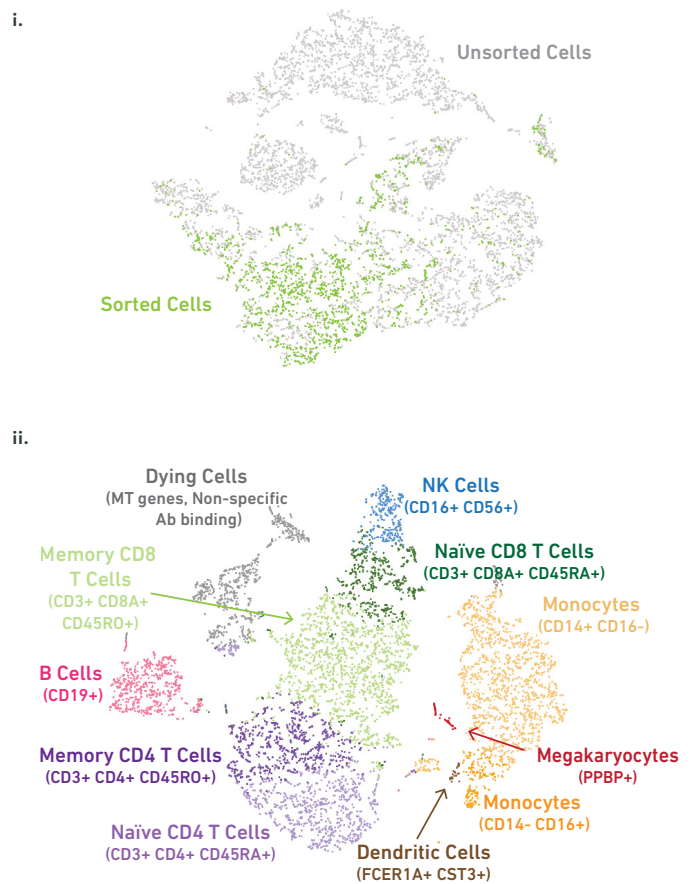 i.
Unsorted Cells
Sorted Cells
ii.
Dying Cells
(MT genes, Non-specific
Ab binding)
NK Cells
(CD16+ CD56+)
Memory CD8
T Cells
(CD3+ CD8A+
CD45RO+)
Naïve CD8 T Cells
(CD3+ CD8A+ CD45RA+)
Monocytes
(CD14+ CD16-)
B Cells
(CD19+)
Memory CD4 T Cells
(CD3+ CD4+ CD45RO+)
Megakaryocytes
(PPBP+)
Naïve CD4 T Cells
(CD3+ CD4+ CD45RA+)
Monocytes
(CD14- CD16+)
Dendritic Cells
(FCER1A+ CST3+)